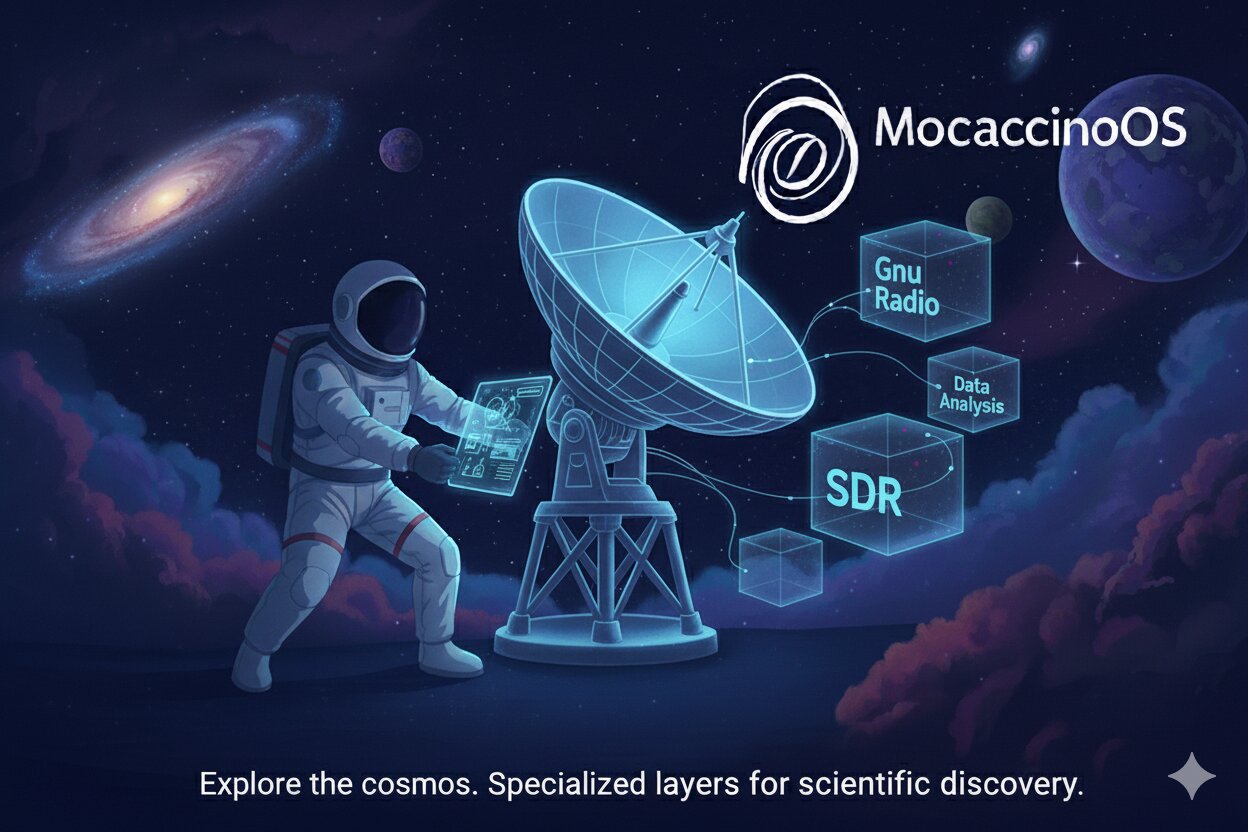 MocaccinoOS
Gnu
Radio
Data
Analysis
SDR
Explore the cosmos. Specialized layers for scientific discovery.